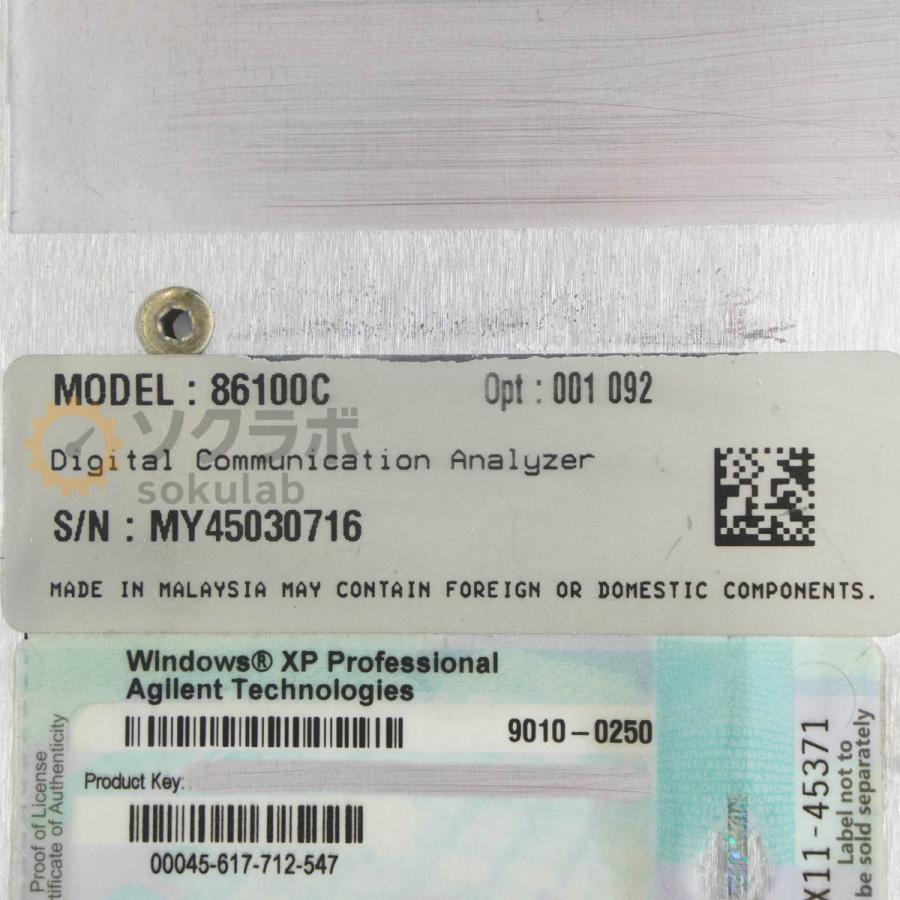 MODEL : 86100C Opt : 001 092
ソクラボ
Digital Communication Analyzer
sokulab
S/N : MY45030716
MADE IN MALAYSIA MAY CONTAIN FOREIGN OR DOMESTIC COMPONENTS.
Windows® XP Professional
Agilent Technologies
9010-0250
Product Key:
00045-617-712-547
Proof of License
tificate of Authenticity
X11-45371
Label not to
be sold separately